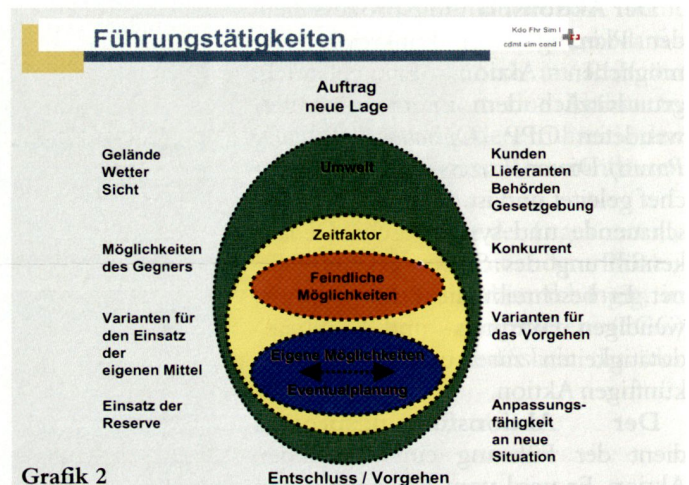 Führungstätigkeiten
Kdo Fhr Sim I
cdmt sim cond I
Auftrag
neue Lage
Gelände
Wetter
Sicht
Möglichkeiten
des Gegners
Varianten für
den Einsatz
der
eigenen Mittel
Einsatz der
Reserve
Umwelt
Zeitfaktor
Feindliche
Möglichkeiten
Eigene Möglichkeiten
Eventualplanung
Kunden
Lieferanten
Behörden
Gesetzgebung
Konkurrent
Varianten für
das Vorgehen
Anpassungs-
fähigkeit
an neue
Situation
Grafik 2
Entschluss / Vorgehen